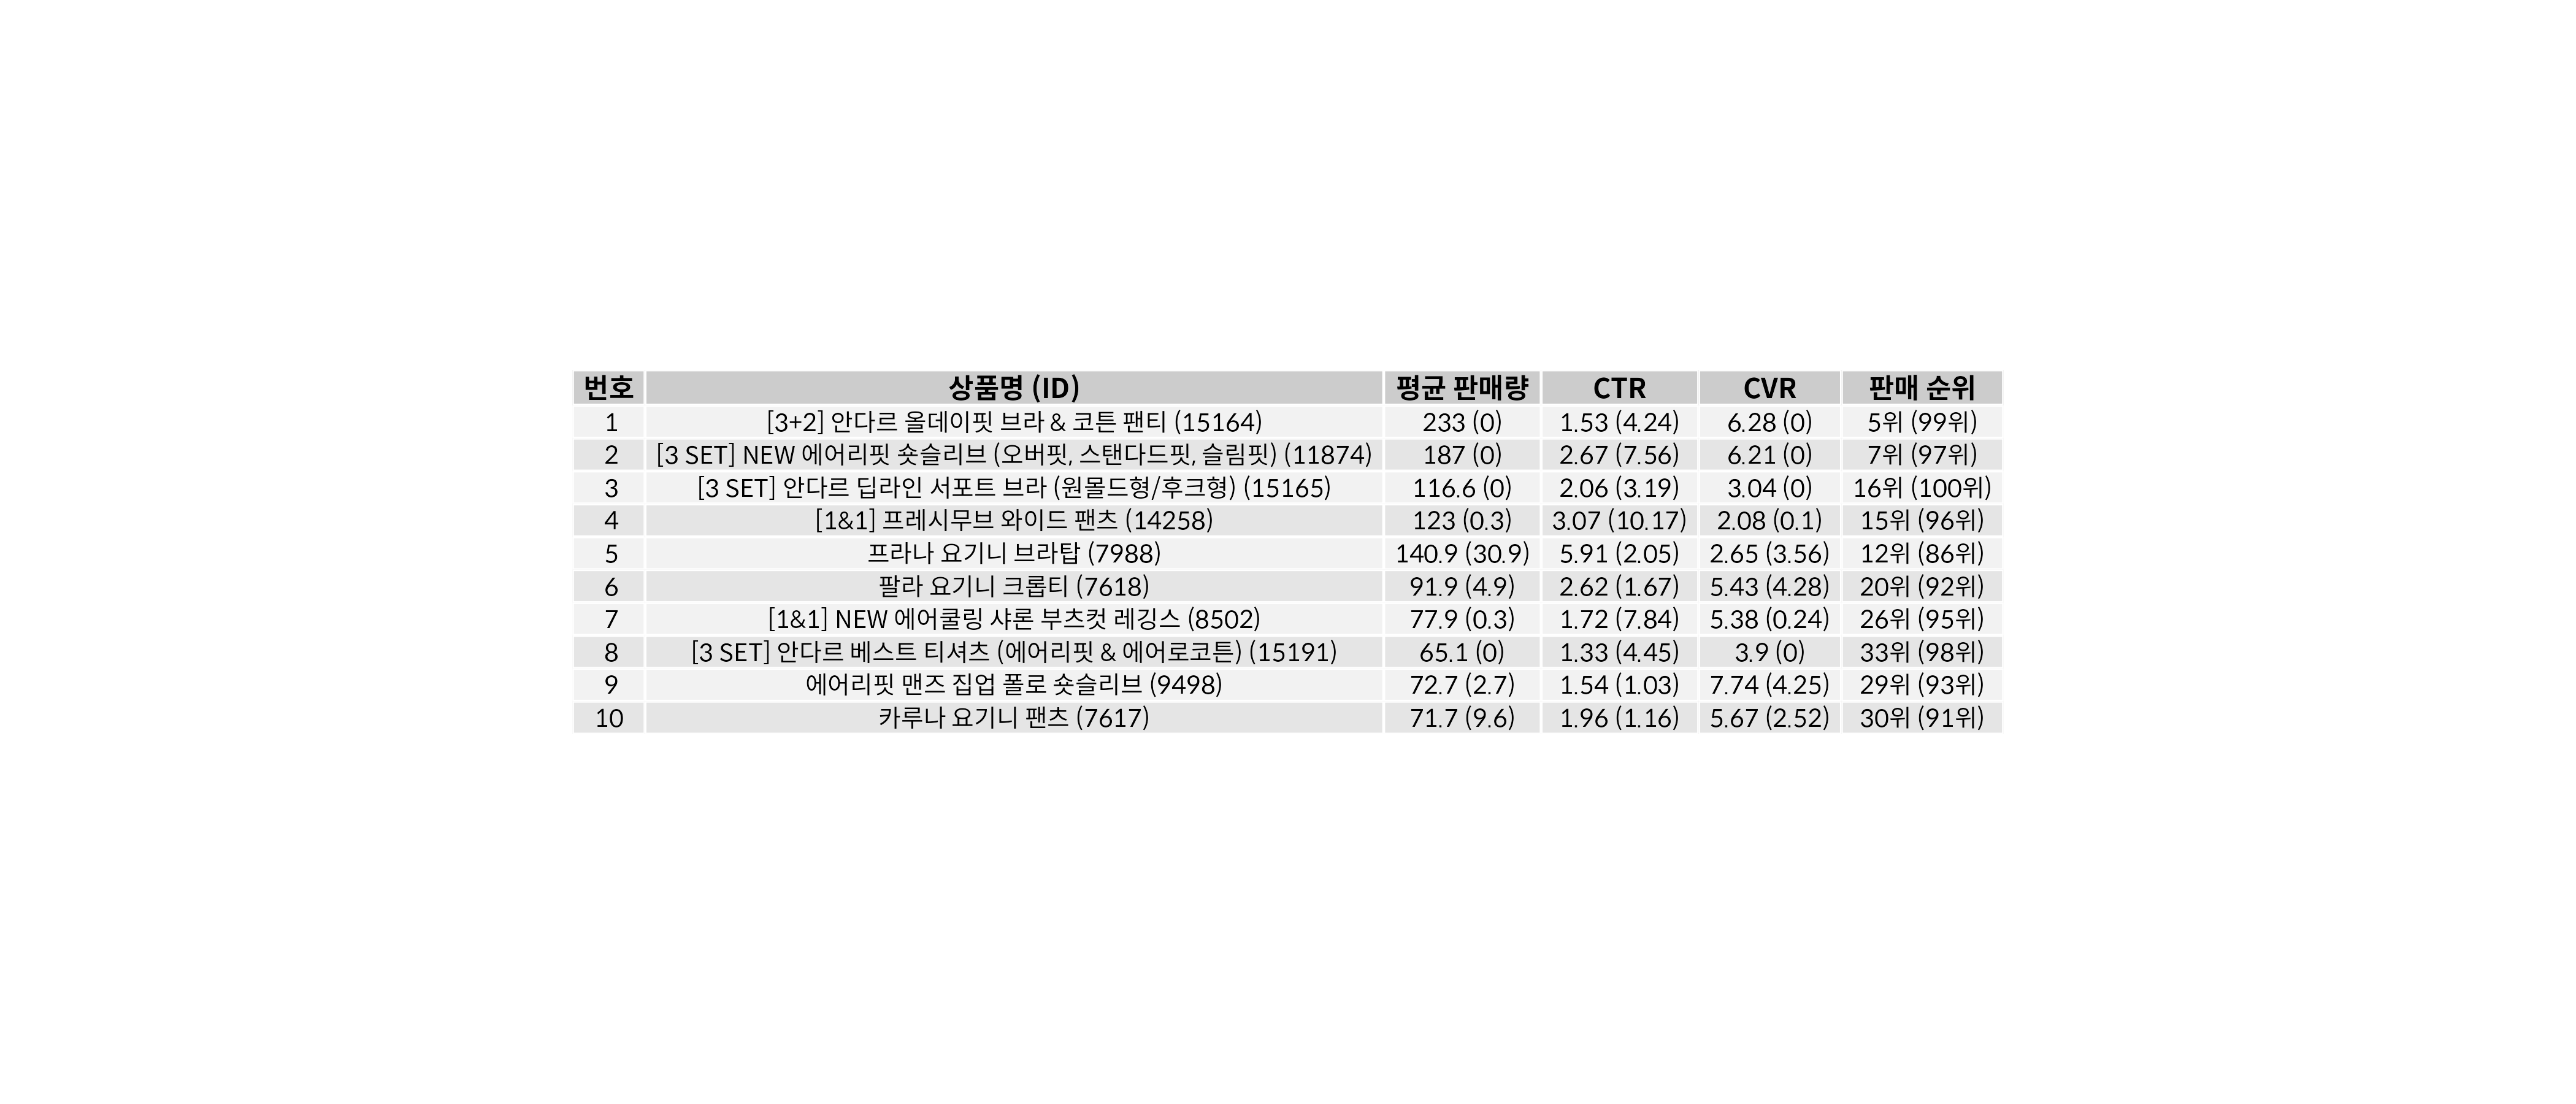 번호 상품명 (ID) 평균 판매량 CTR CVR 판매 순위
1 [3+2] 안다르 올데이핏 브라 & 코튼 팬티 (15164) 233 (0) 1.53 (4.24) 6.28 (0) 5위 (99위)
2 [3 SET] NEW 에어리핏 숏슬리브 (오버핏, 스탠다드핏, 슬림핏) (11874) 187 (0) 2.67 (7.56) 6.21 (0) 7위 (97위)
3 [3 SET] 안다르 딥라인 서포트 브라 (원몰드형/후크형) (15165) 116.6 (0) 2.06 (3.19) 3.04 (0) 16위 (100위)
4 [1&1] 프레시무브 와이드 팬츠 (14258) 123 (0.3) 3.07 (10.17) 2.08 (0.1) 15위 (96위)
5 프라나 요기니 브라탑 (7988) 140.9 (30.9) 5.91 (2.05) 2.65 (3.56) 12위 (86위)
6 팔라 요기니 크롭티 (7618) 91.9 (4.9) 2.62 (1.67) 5.43 (4.28) 20위 (92위)
7 [1&1] NEW 에어쿨링 샤론 부츠컷 레깅스 (8502) 77.9 (0.3) 1.72 (7.84) 5.38 (0.24) 26위 (95위)
8 [3 SET] 안다르 베스트 티셔츠 (에어리핏 & 에어로코튼) (15191) 65.1 (0) 1.33 (4.45) 3.9 (0) 33위 (98위)
9 에어리핏 맨즈 집업 폴로 숏슬리브 (9498) 72.7 (2.7) 1.54 (1.03) 7.74 (4.25) 29위 (93위)
10 카루나 요기니 팬츠 (7617) 71.7 (9.6) 1.96 (1.16) 5.67 (2.52) 30위 (91위)